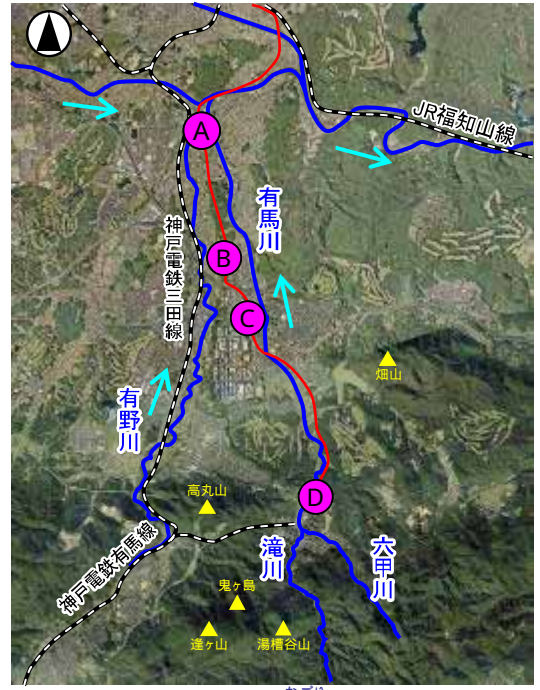 JR福知山線
A
有馬川
神戸電鉄三田線
B
C
畑山
有野川
高丸山
D
神戸電鉄有馬線
滝川
六甲川
鬼ヶ島
逢ヶ山
湯槽谷山